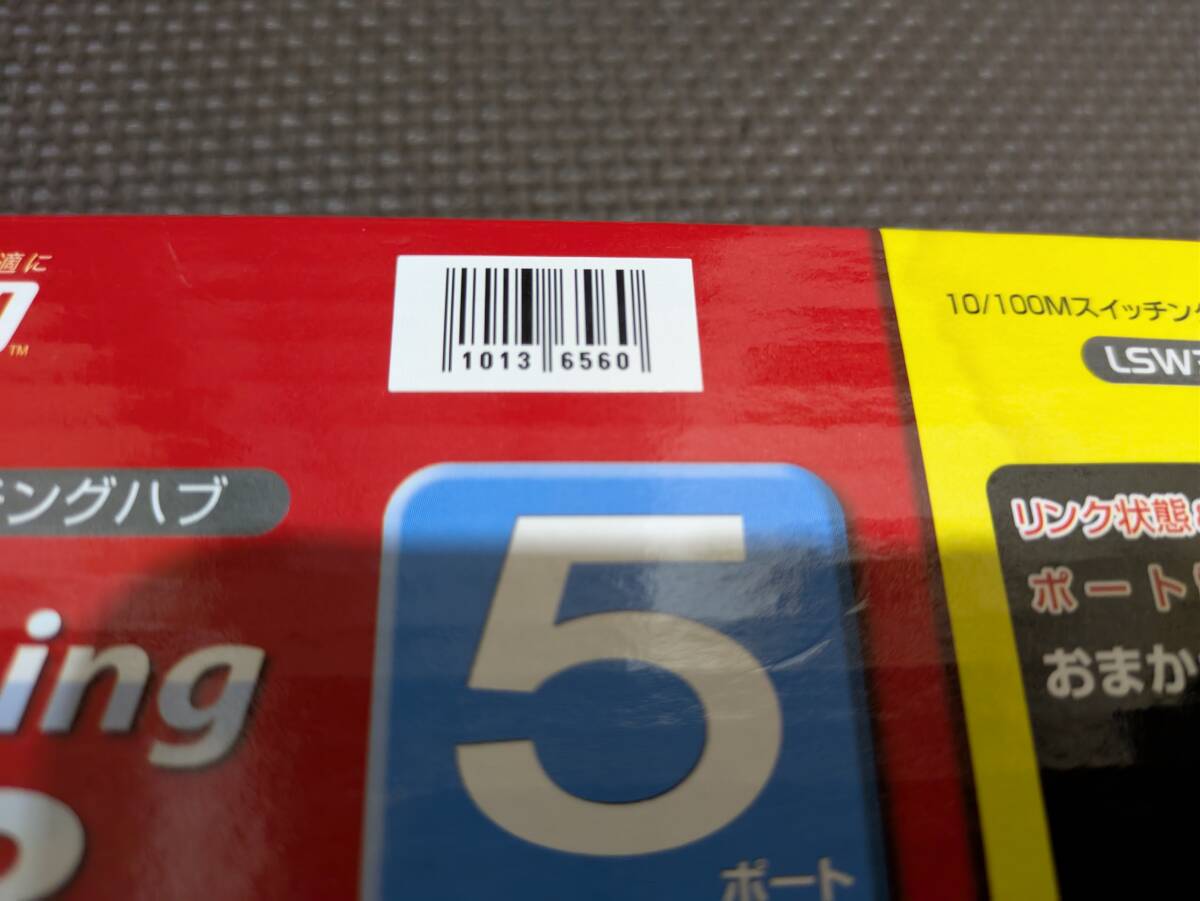 適に
TM
1013 6560
10/100Mスイッチング
LSW
チングハブ
5
ポート
ing
リンク状態
ポート
おまか